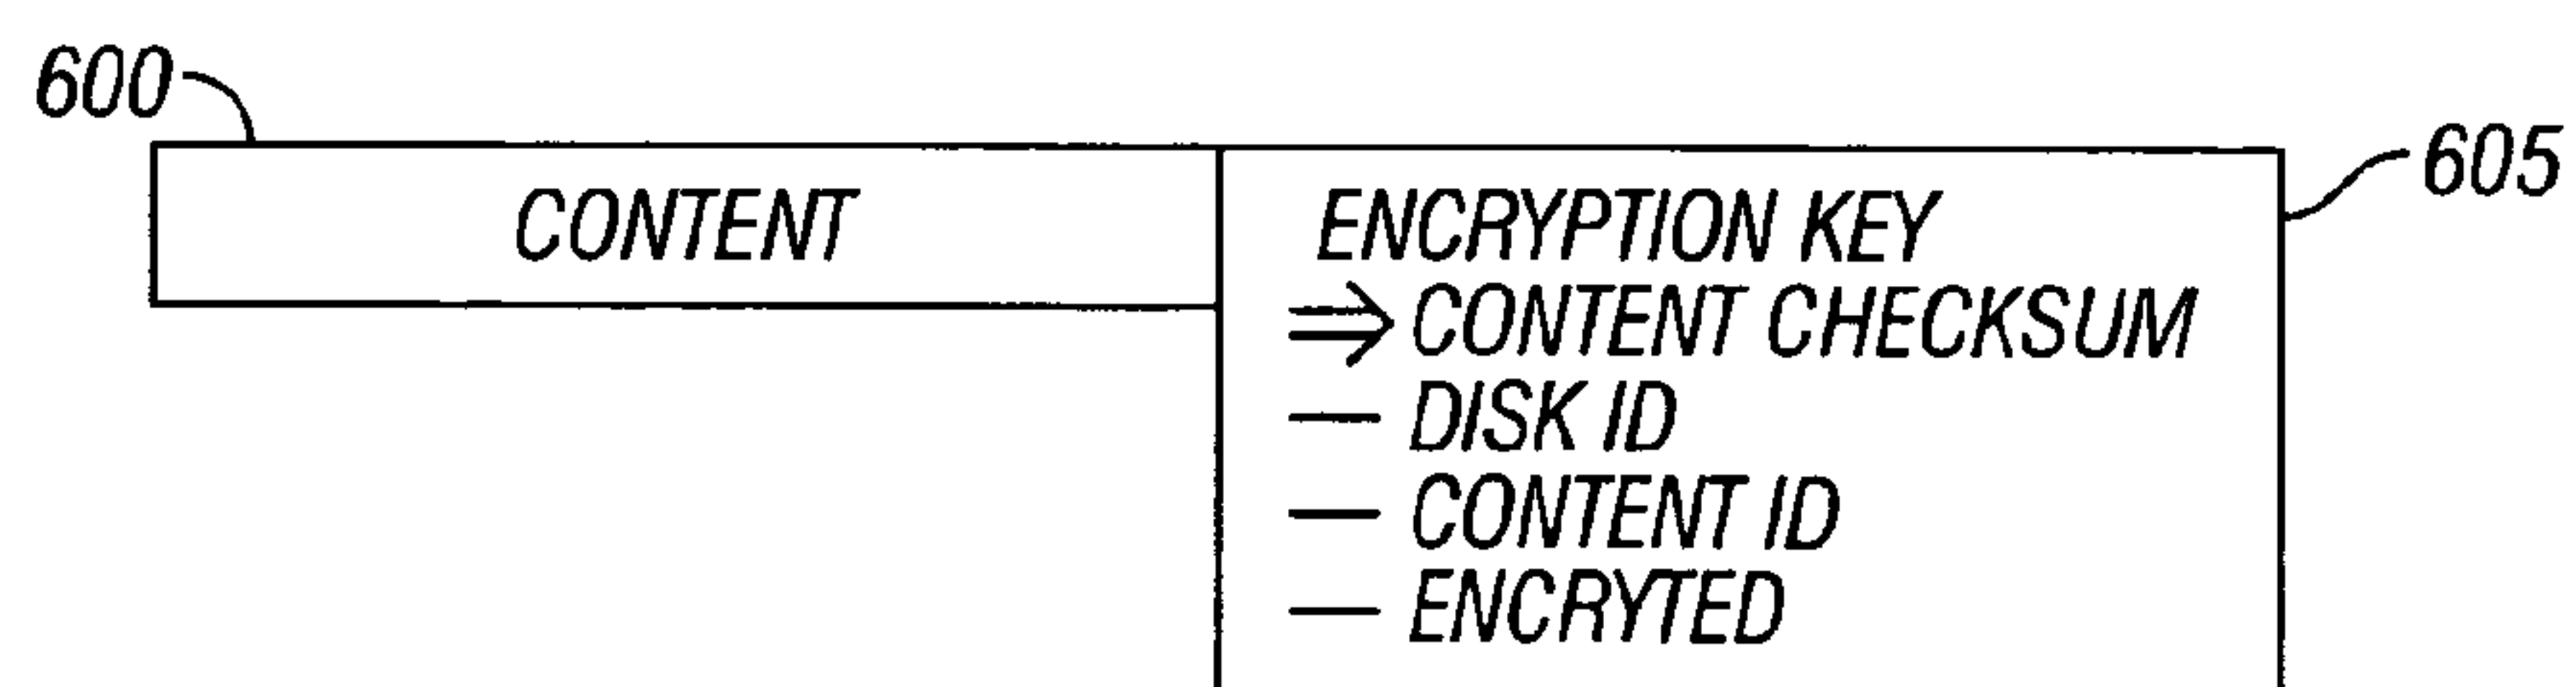 600
605
CONTENT
ENCRYPTION KEY
⇒ CONTENT CHECKSUM
— DISK ID
— CONTENT ID
— ENCRYTED